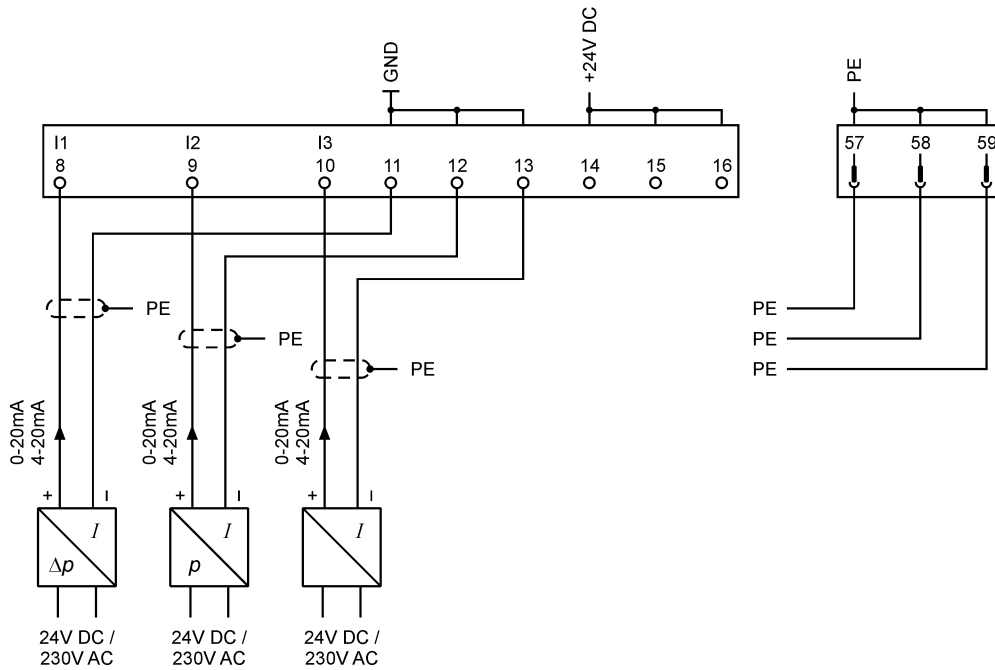 GND
+24V DC
PE
I1 I2 I3
8 9 10 11 12 13 14 15 16
57 58 59
PE
PE
PE
PE
PE
PE
0-20mA
4-20mA
0-20mA
4-20mA
0-20mA
4-20mA
+ I + I + I
I I I
Δp p
24V DC /
230V AC
24V DC /
230V AC
24V DC /
230V AC